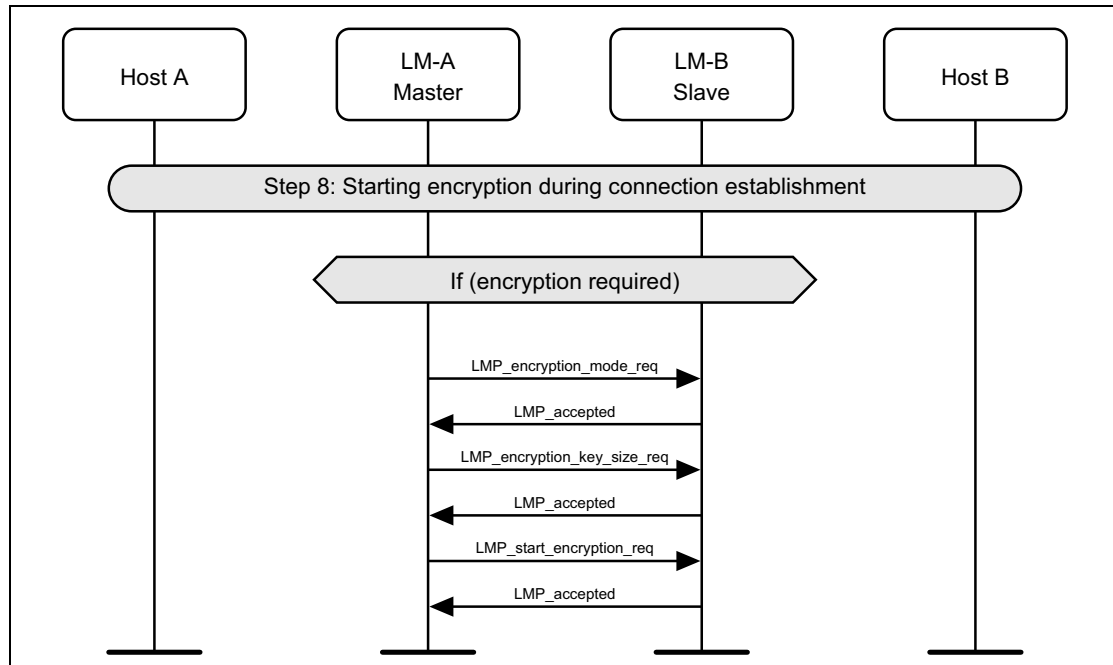 Host A
LM-A
Master
LM-B
Slave
Host B
Step 8: Starting encryption during connection establishment
If (encryption required)
LMP_encryption_mode_req
LMP_accepted
LMP_encryption_key_size_req
LMP_accepted
LMP_start_encryption_req
LMP_accepted